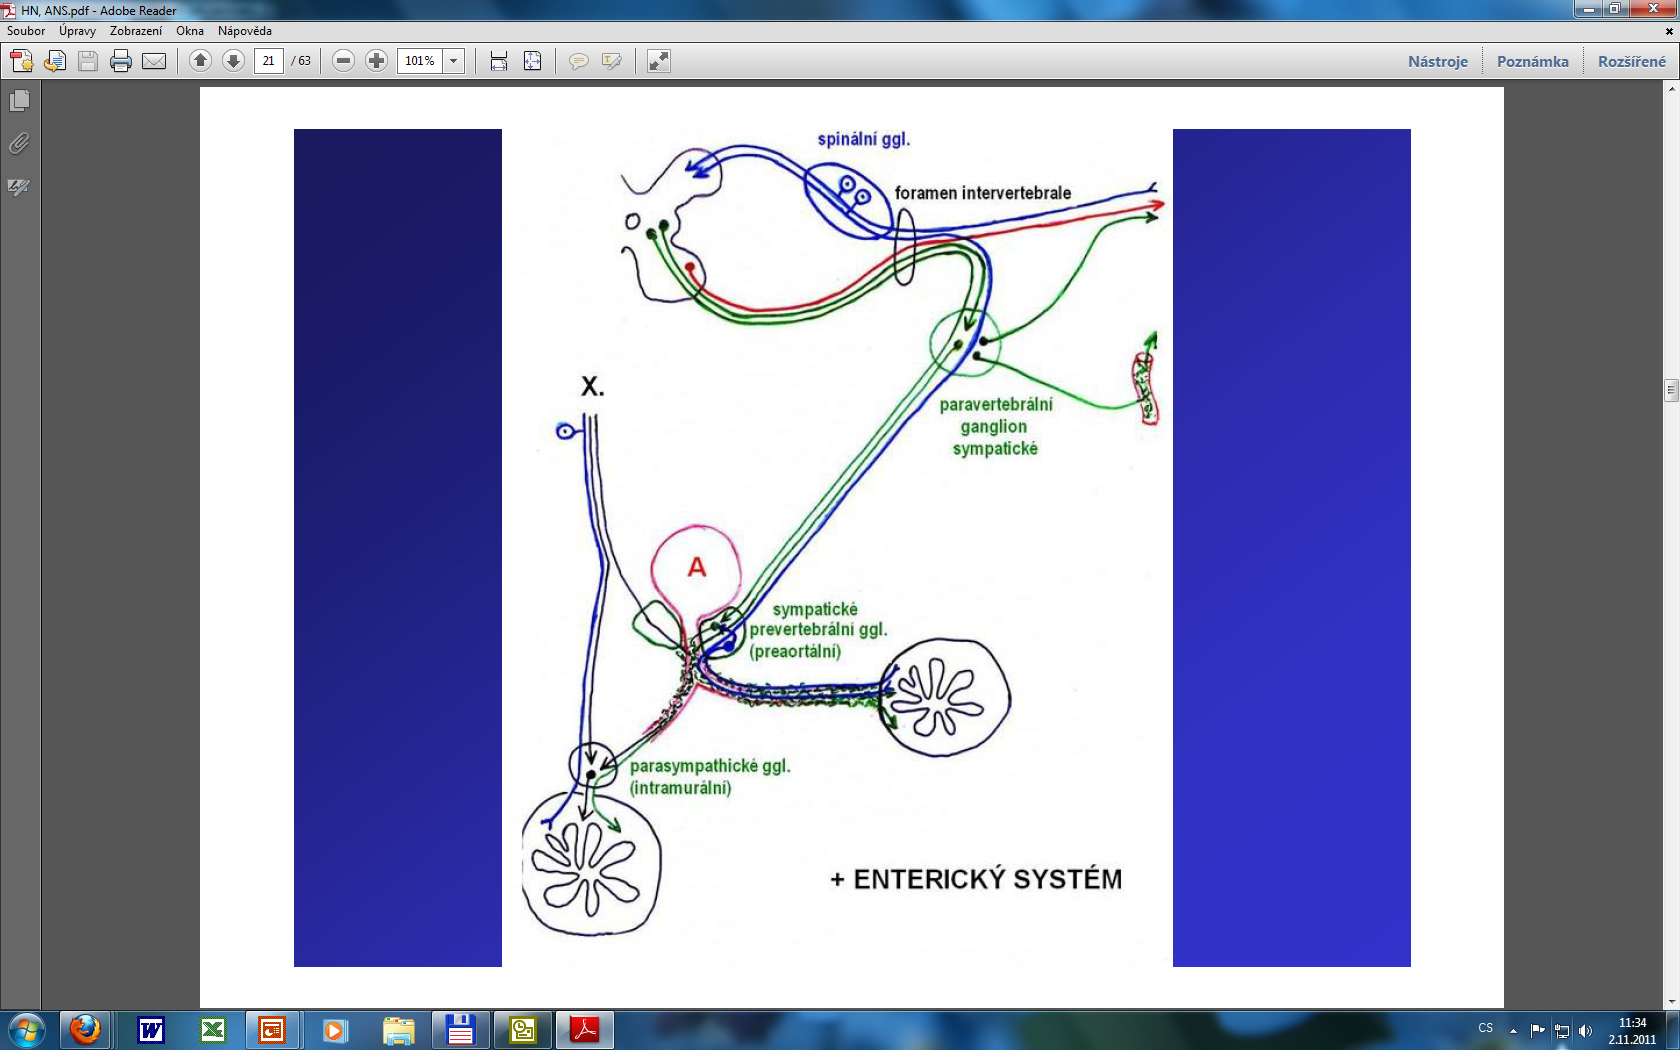 HN, ANS.pdf - Adobe Reader
Soubor Úpravy Zobrazení Okna Nápověda
21 / 63 101% Nástroje Poznámka Rozšířené
spinální ggl.
foramen intervertebrale
X.
paravertebrální
ganglion
sympatické
A
sympatické
prevertebrální ggl.
(preaortální)
parasympathické ggl.
(intramurální)
+ ENTERICKÝ SYSTÉM
CS 11:34
2.11.2011